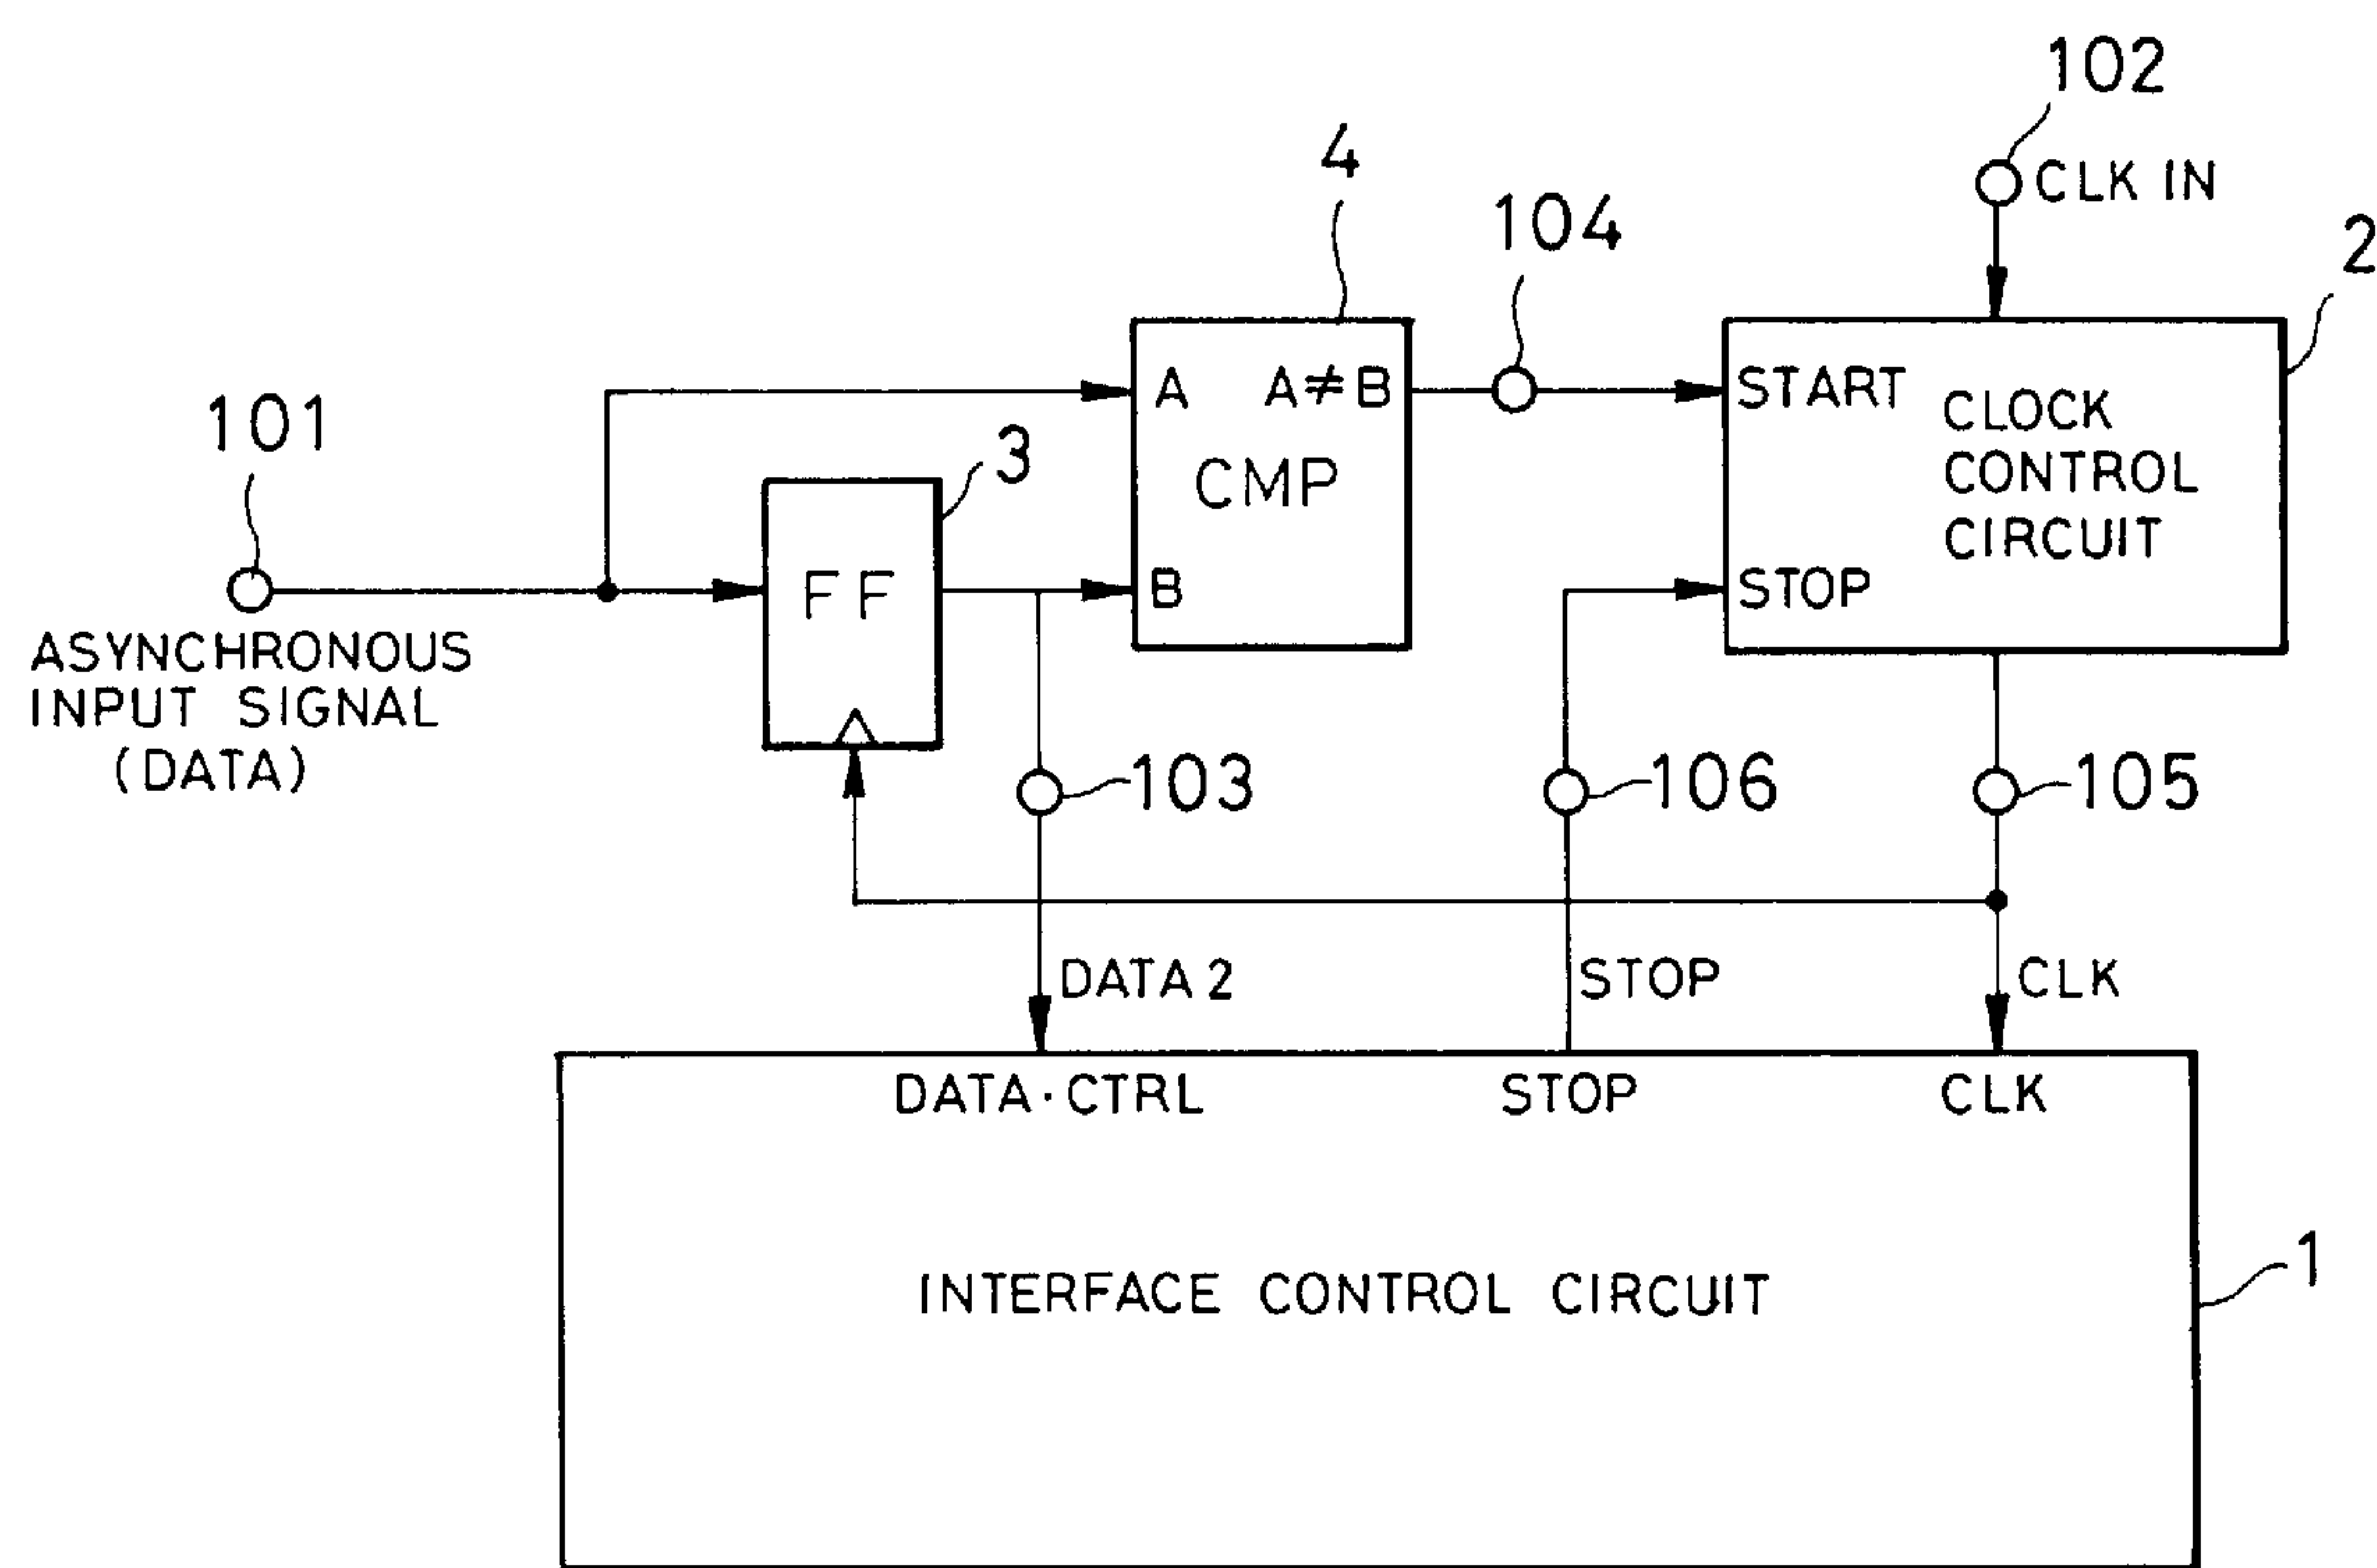 102
CLK IN
4
104
2
A
A≠B
START
CLOCK
CONTROL
CIRCUIT
101
3
CMP
FF
B
STOP
ASYNCHRONOUS
INPUT SIGNAL
(DATA)
103
106
105
DATA 2
STOP
CLK
DATA·CTRL
STOP
CLK
INTERFACE CONTROL CIRCUIT
1